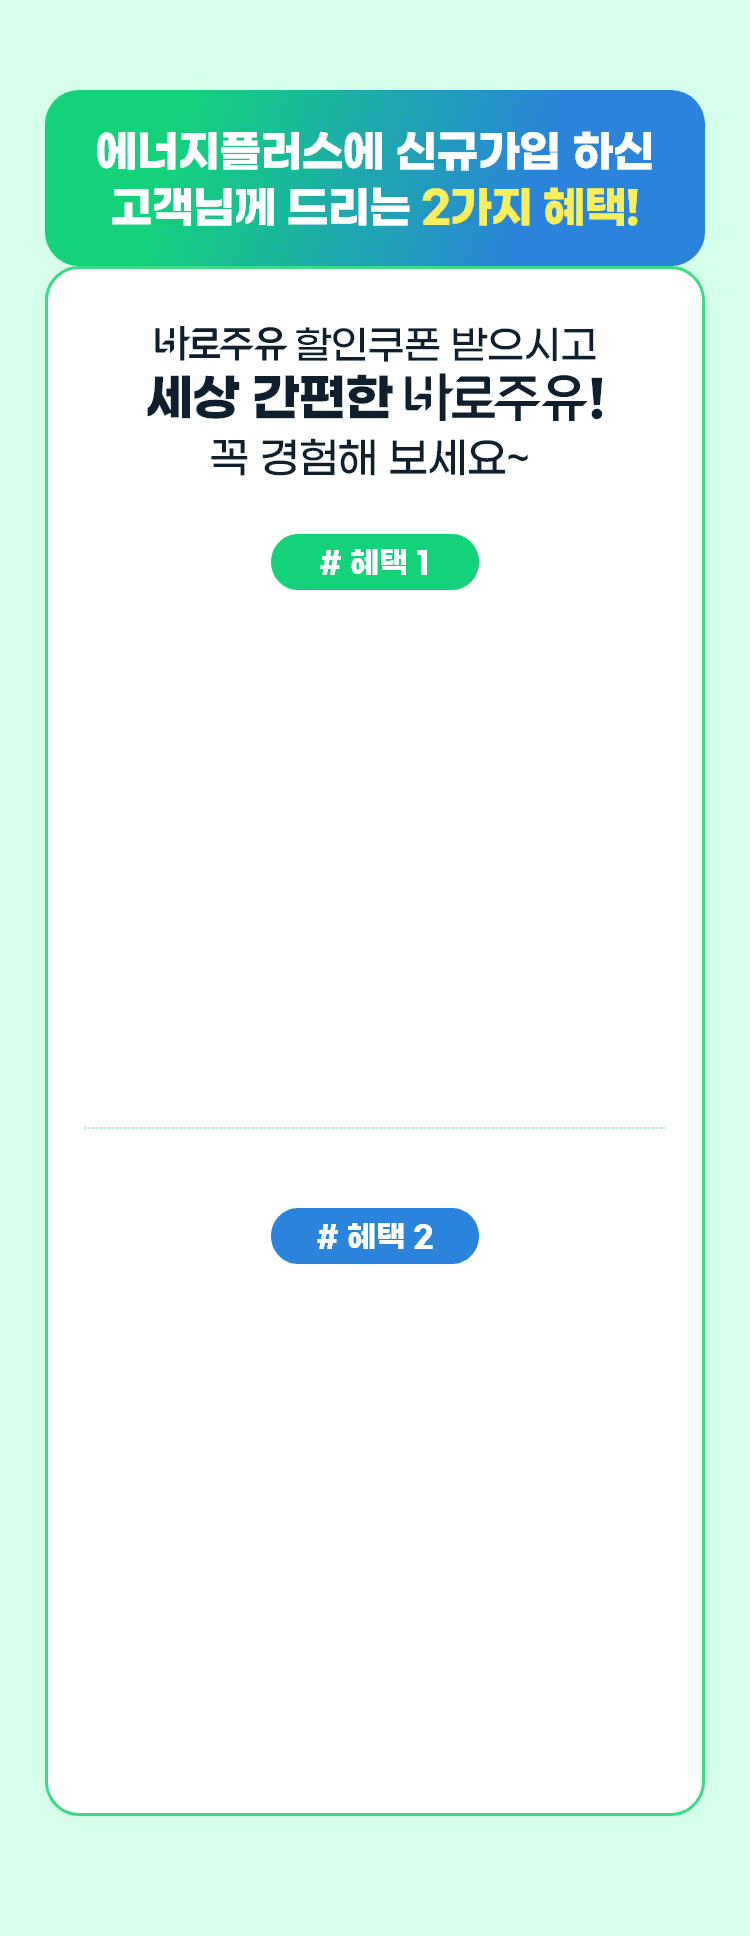 에너지플러스에 신규가입 하신
고객님께 드리는 2가지 혜택!
바로주유 할인쿠폰 받으시고
세상 간편한 바로주유!
꼭 경험해 보세요~
# 혜택 1
# 혜택 2